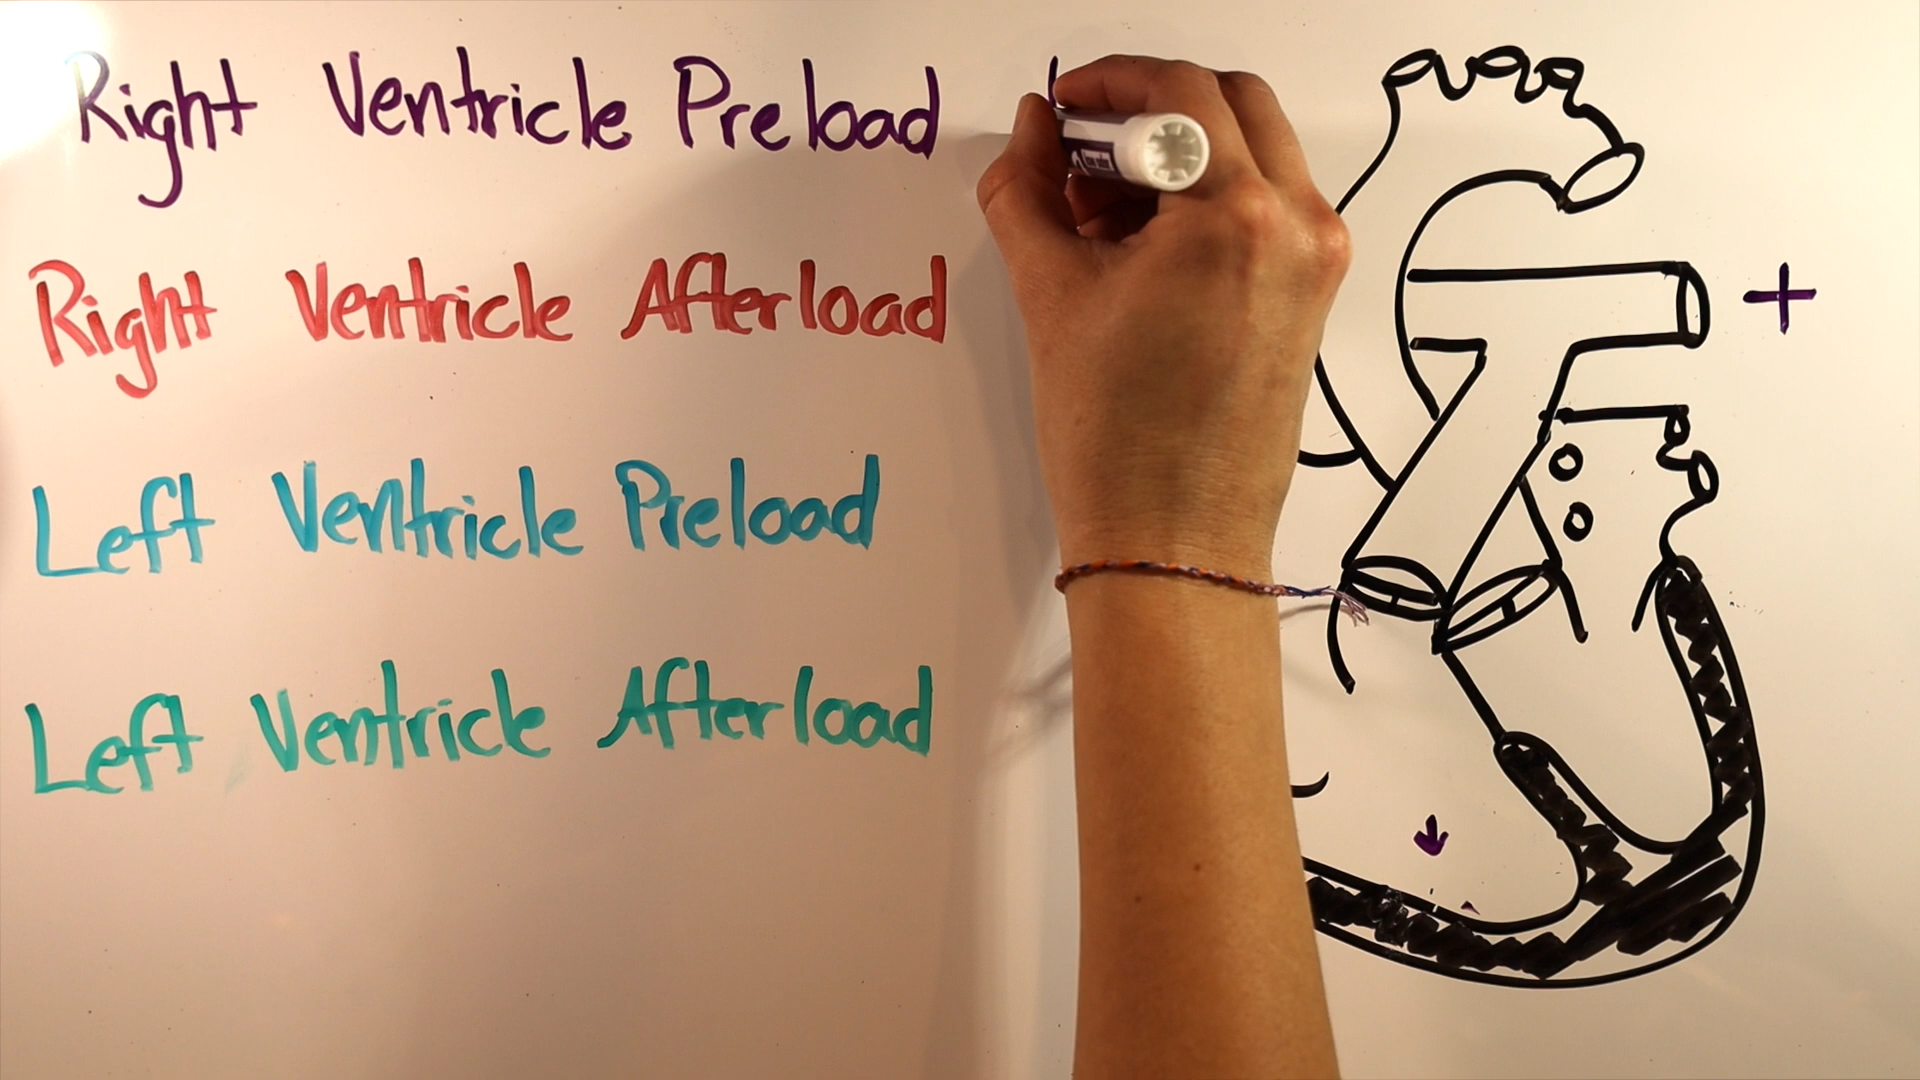 Right Ventricle Preload
Right Ventricle Afterload
Left Ventricle Preload
Left Ventricle Afterload
+